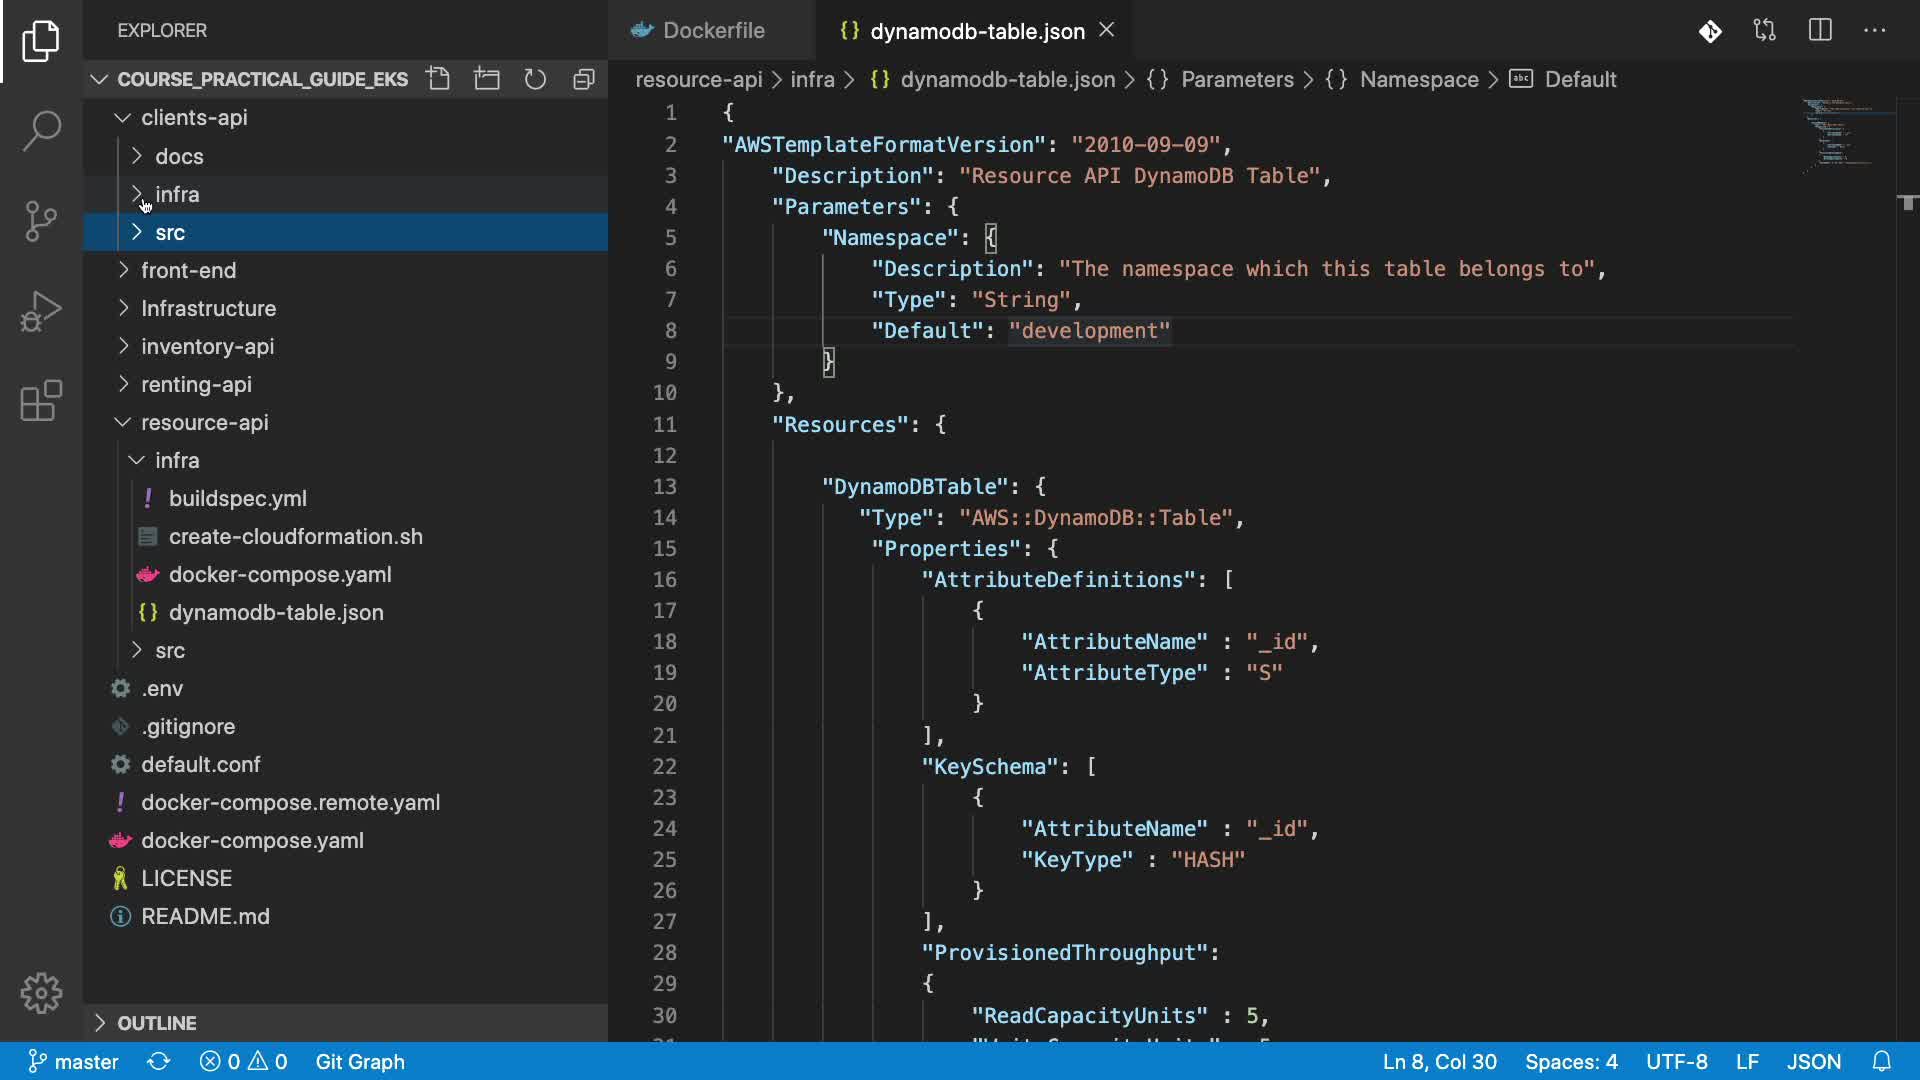 EXPLORER
COURSE_PRACTICAL_GUIDE_EKS
clients-api
docs
infra
src
front-end
Infrastructure
inventory-api
renting-api
resource-api
infra
buildspec.yml
create-cloudformation.sh
docker-compose.yaml
dynamodb-table.json
src
.env
.gitignore
default.conf
docker-compose.remote.yaml
docker-compose.yaml
LICENSE
README.md
OUTLINE
Dockerfile
{} dynamodb-table.json
resource-api > infra > {} dynamodb-table.json > {} Parameters > {} Namespace > abc Default
1 {
2 "AWSTemplateFormatVersion": "2010-09-09",
3 "Description": "Resource API DynamoDB Table",
4 "Parameters": {
5 "Namespace": {
6 "Description": "The namespace which this table belongs to",
7 "Type": "String",
8 "Default": "development"
9 }
10 },
11 "Resources": {
12
13 "DynamoDBTable": {
14 "Type": "AWS::DynamoDB::Table",
15 "Properties": {
16 "AttributeDefinitions": [
17 {
18 "AttributeName" : "_id",
19 "AttributeType" : "S"
20 }
21 ],
22 "KeySchema": [
23 {
24 "AttributeName" : "_id",
25 "KeyType" : "HASH"
26 }
27 ],
28 "ProvisionedThroughput":
29 {
30 "ReadCapacityUnits" : 5,
master 0 0 Git Graph Ln 8, Col 30 Spaces: 4 UTF-8 LF JSON